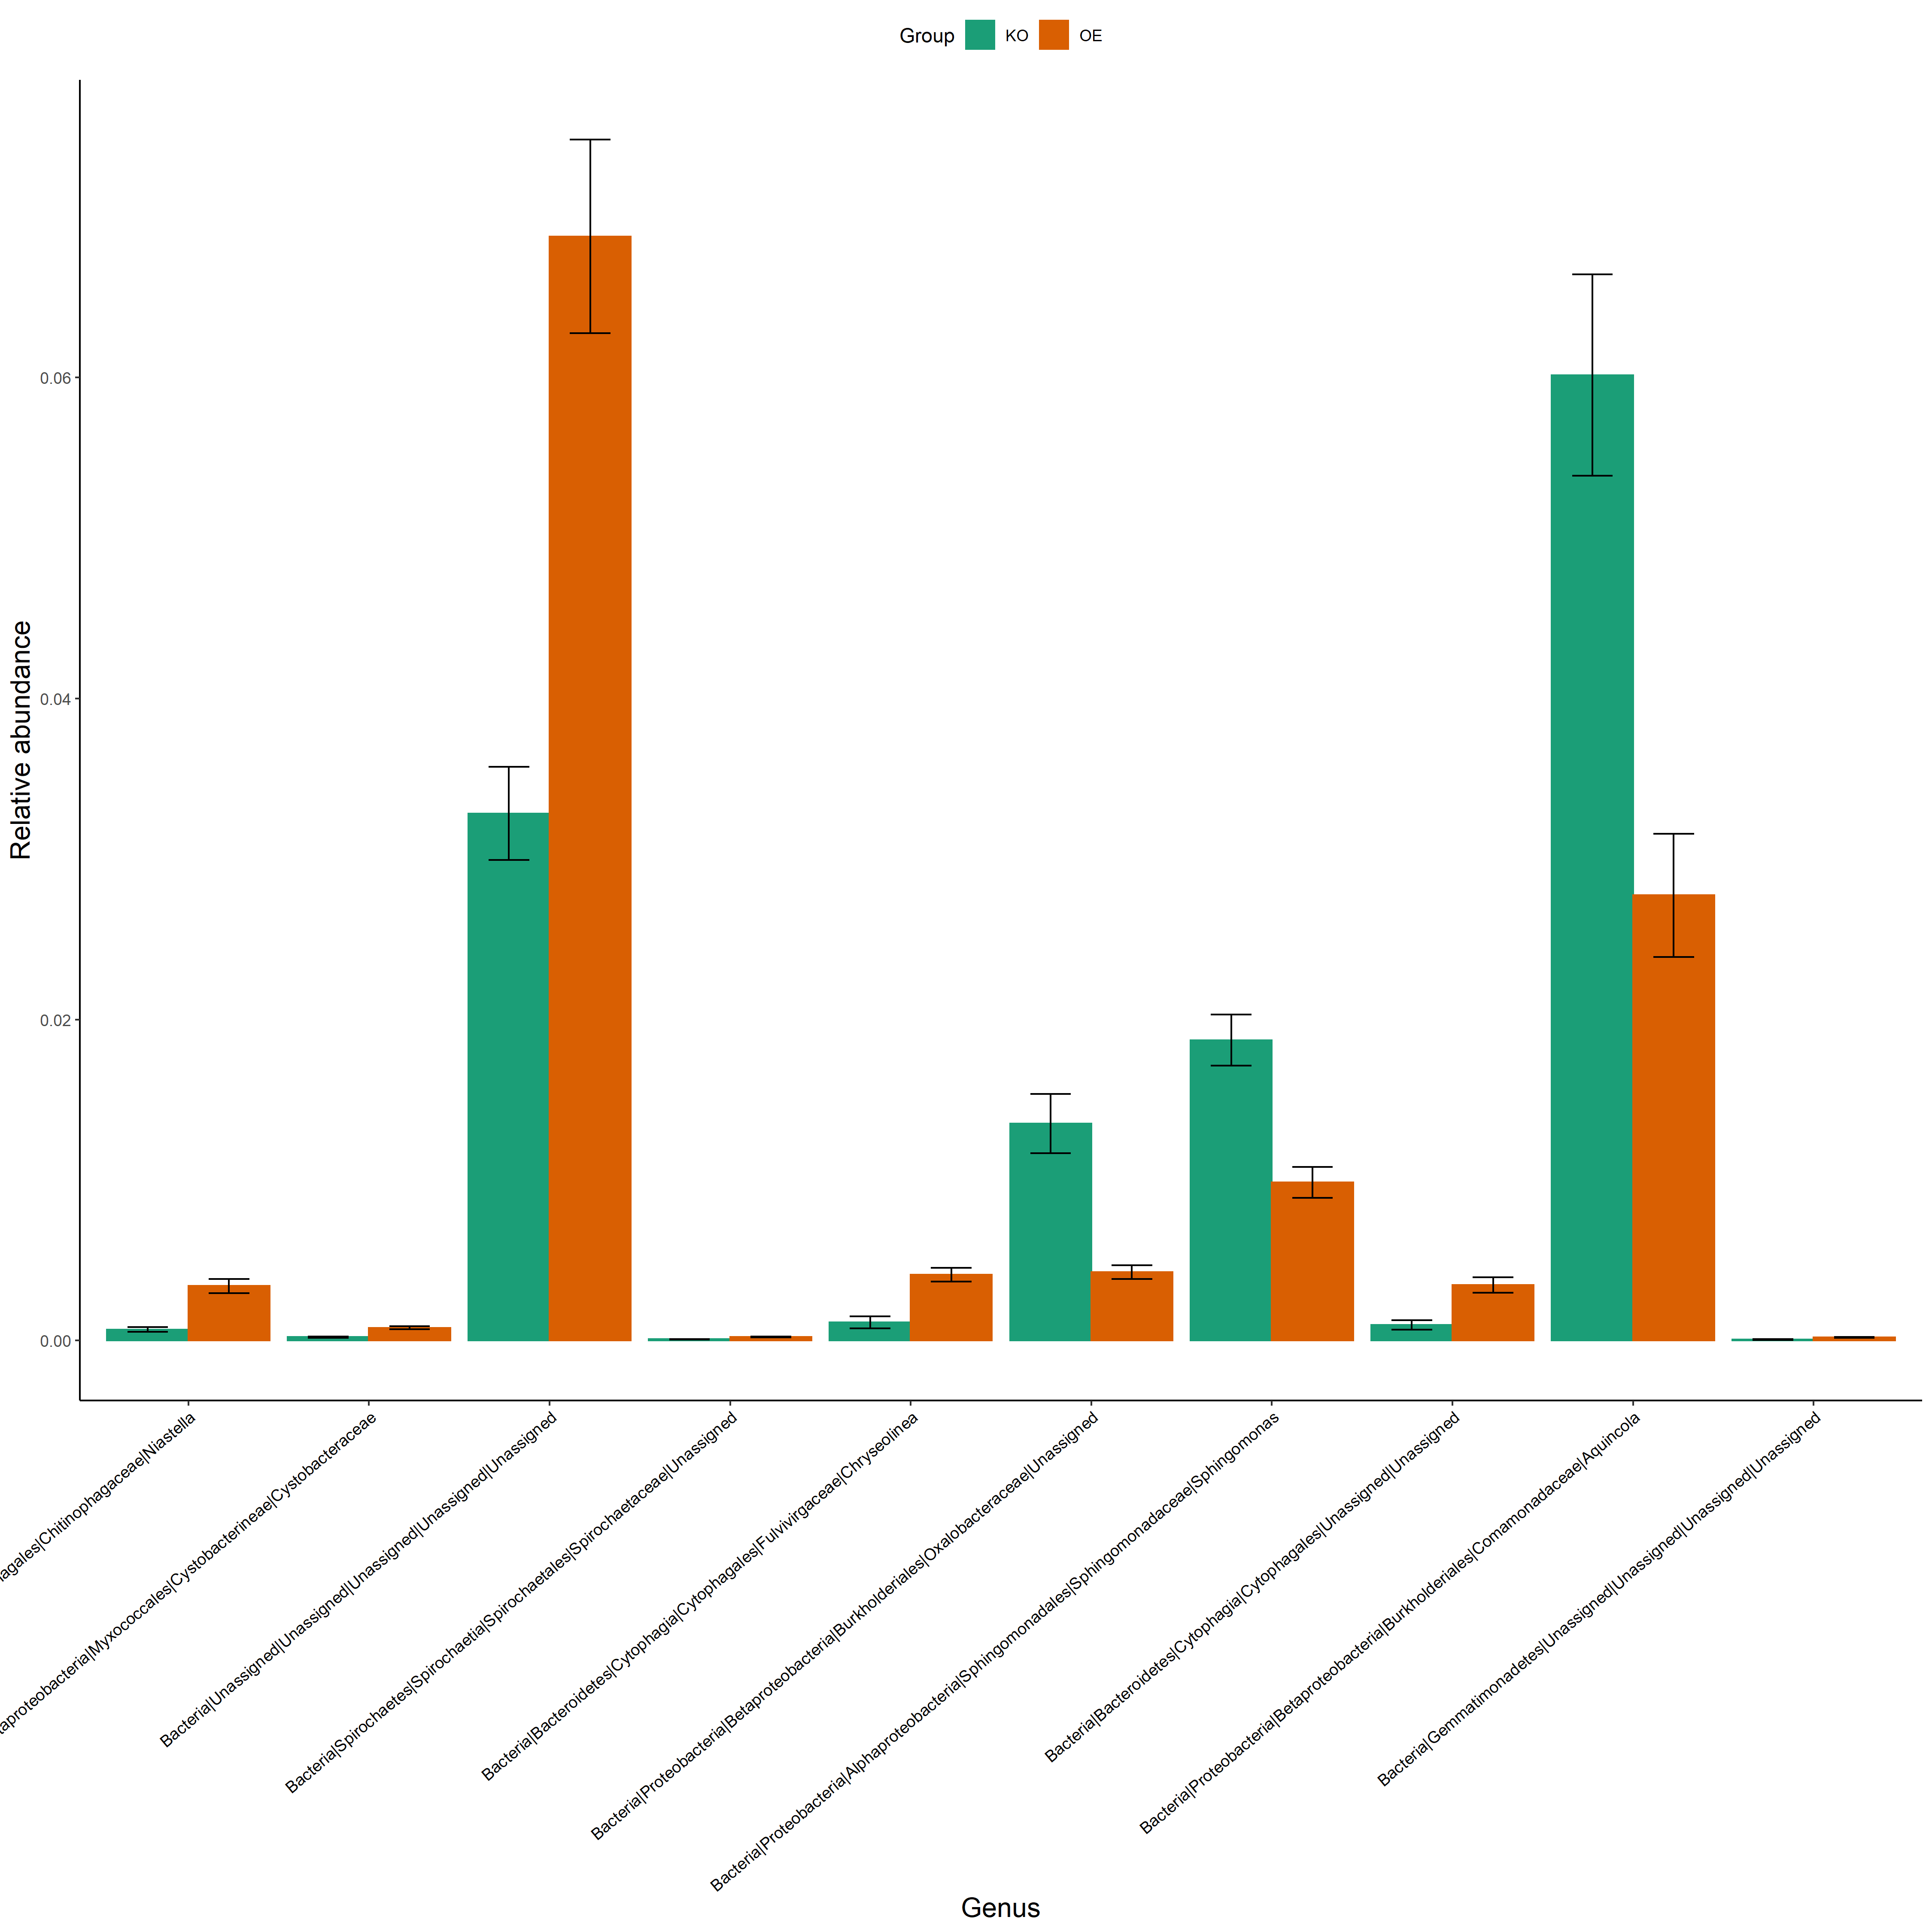 Group KO OE
Relative abundance
0.06
0.04
0.02
0.00
agales|Chitinophagaceae|Niastella
taproteobacteria|Myxococcales|Cystobacterineae|Cystobacteraceae
Bacteria|Unassigned|Unassigned|Unassigned|Unassigned
Bacteria|Spirochaetes|Spirochaetia|Spirochaetales|Spirochaetaceae|Unassigned
Bacteria|Bacteroidetes|Cytophagia|Cytophagales|Fulvivirgaceae|Chryseolinea
Bacteria|Proteobacteria|Betaproteobacteria|Burkholderiales|Oxalobacteraceae|Unassigned
Bacteria|Proteobacteria|Alphaproteobacteria|Sphingomonadales|Sphingomonadaceae|Sphingomonas
Bacteria|Bacteroidetes|Cytophagia|Cytophagales|Unassigned|Unassigned
Bacteria|Proteobacteria|Betaproteobacteria|Burkholderiales|Comamonadaceae|Aquincola
Bacteria|Gemmatimonadetes|Unassigned|Unassigned|Unassigned
Genus